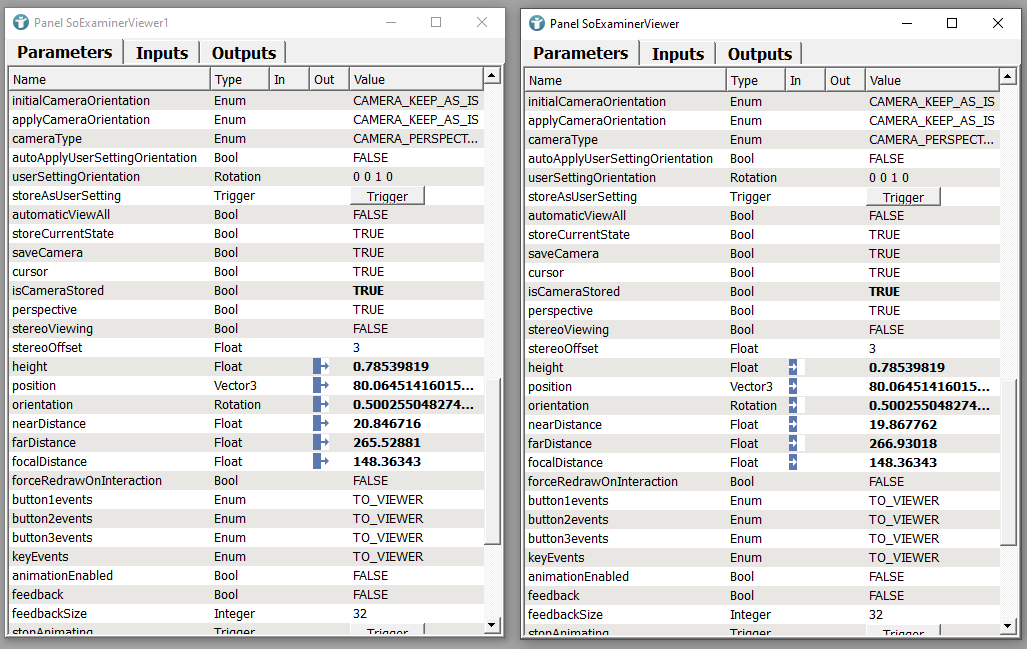 Panel SoExaminerViewer1
Parameters Inputs Outputs
Name Type In Out Value
initialCameraOrientation Enum CAMERA_KEEP_AS_IS
applyCameraOrientation Enum CAMERA_KEEP_AS_IS
cameraType Enum CAMERA_PERSPECT...
autoApplyUserSettingOrientation Bool FALSE
userSettingOrientation Rotation 0 0 1 0
storeAsUserSetting Trigger Trigger
automaticViewAll Bool FALSE
storeCurrentState Bool TRUE
saveCamera Bool TRUE
cursor Bool TRUE
isCameraStored Bool TRUE
perspective Bool TRUE
stereoViewing Bool FALSE
stereoOffset Float 3
height Float 0.78539819
position Vector3 80.06451416015...
orientation Rotation 0.500255048274...
nearDistance Float 20.846716
farDistance Float 265.52881
focalDistance Float 148.36343
forceRedrawOnInteraction Bool FALSE
button1events Enum TO_VIEWER
button2events Enum TO_VIEWER
button3events Enum TO_VIEWER
keyEvents Enum TO_VIEWER
animationEnabled Bool FALSE
feedback Bool FALSE
feedbackSize Integer 32
stopAnimating Trigger Trigger
Panel SoExaminerViewer
Parameters Inputs Outputs
Name Type In Out Value
initialCameraOrientation Enum CAMERA_KEEP_AS_IS
applyCameraOrientation Enum CAMERA_KEEP_AS_IS
cameraType Enum CAMERA_PERSPECT...
autoApplyUserSettingOrientation Bool FALSE
userSettingOrientation Rotation 0 0 1 0
storeAsUserSetting Trigger Trigger
automaticViewAll Bool FALSE
storeCurrentState Bool TRUE
saveCamera Bool TRUE
cursor Bool TRUE
isCameraStored Bool TRUE
perspective Bool TRUE
stereoViewing Bool FALSE
stereoOffset Float 3
height Float 0.78539819
position Vector3 80.06451416015...
orientation Rotation 0.500255048274...
nearDistance Float 19.867762
farDistance Float 266.93018
focalDistance Float 148.36343
forceRedrawOnInteraction Bool FALSE
button1events Enum TO_VIEWER
button2events Enum TO_VIEWER
button3events Enum TO_VIEWER
keyEvents Enum TO_VIEWER
animationEnabled Bool FALSE
feedback Bool FALSE
feedbackSize Integer 32
stopAnimating Trigger Trigger